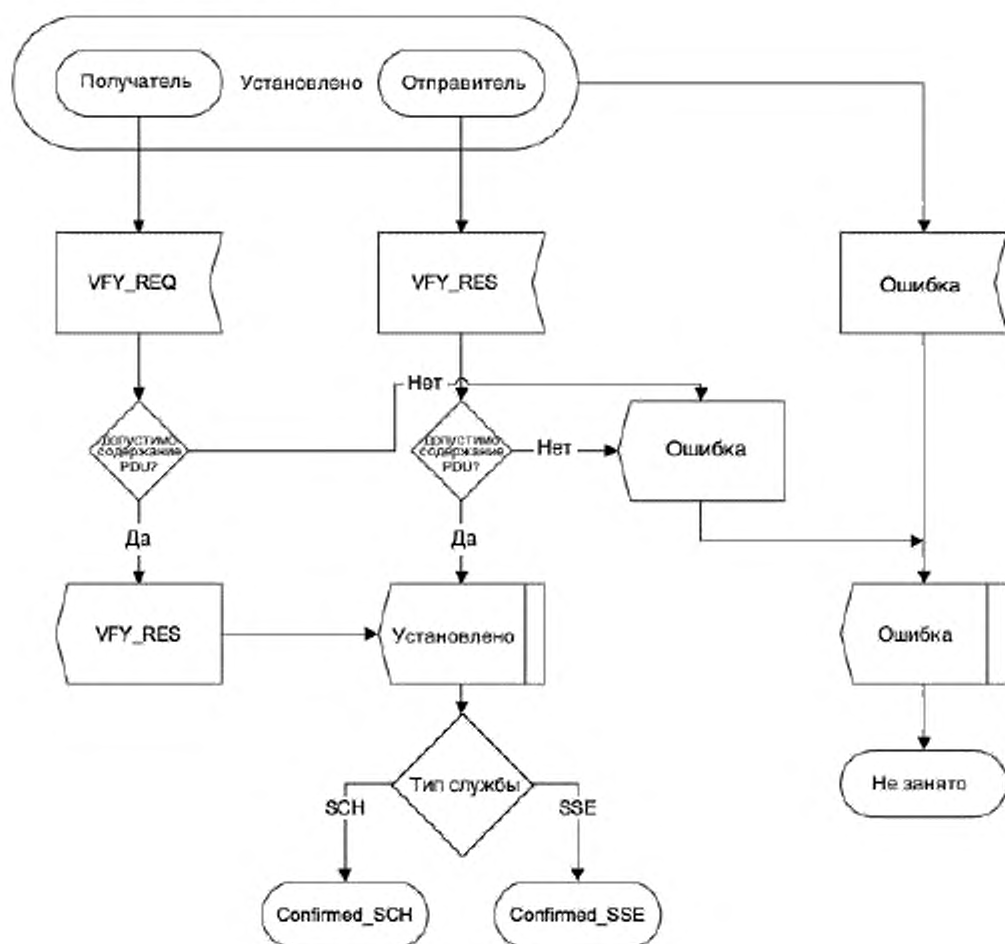 Получатель
Установлено
Отправитель
VFY_REQ
VFY_RES
Ошибка
Нет
Допустимо
содержание
PDU?
Допустимо
содержание
PDU?
Нет
Ошибка
Да
Да
VFY_RES
Установлено
Ошибка
Тип службы
Не занято
SCH
SSE
Confirmed_SCH
Confirmed_SSE